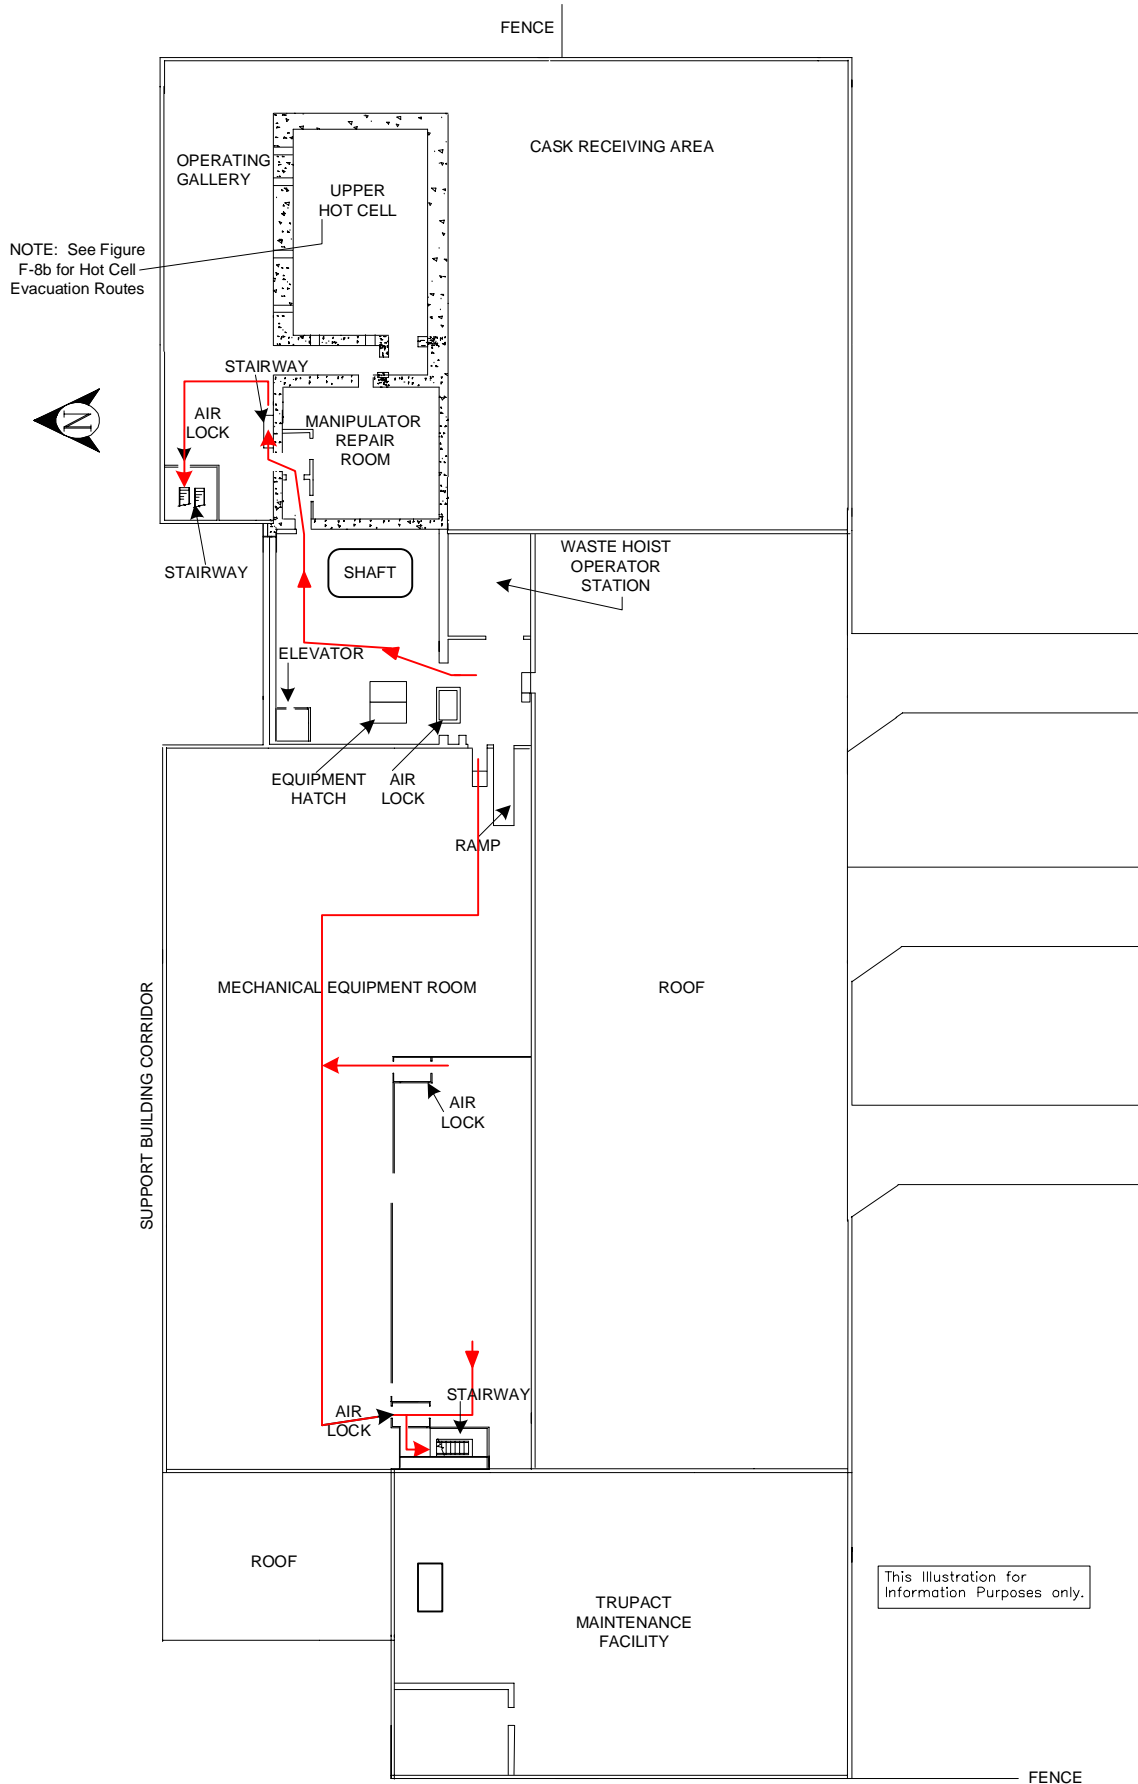 FENCE
CASK RECEIVING AREA
OPERATING
GALLERY
UPPER
HOT CELL
NOTE: See Figure
F-8b for Hot Cell
Evacuation Routes
STAIRWAY
N
AIR
LOCK
MANIPULATOR
REPAIR
ROOM
WASTE HOIST
OPERATOR
STATION
SHAFT
STAIRWAY
ELEVATOR
EQUIPMENT
HATCH
AIR
LOCK
RAMP
MECHANICAL EQUIPMENT ROOM
ROOF
SUPPORT BUILDING CORRIDOR
AIR
LOCK
STAIRWAY
AIR
LOCK
ROOF
This Illustration for
Information Purposes only.
TRUPACT
MAINTENANCE
FACILITY
FENCE